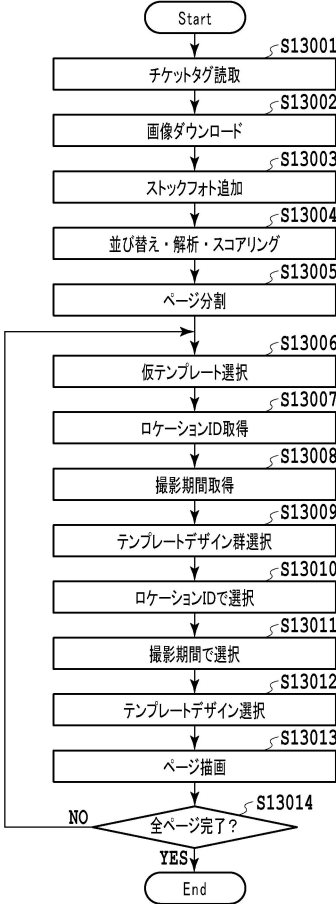 Start
S13001
チケットタグ読取
S13002
画像ダウンロード
S13003
ストックフォト追加
S13004
並び替え・解析・スコアリング
S13005
ページ分割
S13006
仮テンプレート選択
S13007
ロケーションID取得
S13008
撮影期間取得
S13009
テンプレートデザイン群選択
S13010
ロケーションIDで選択
S13011
撮影期間で選択
S13012
テンプレートデザイン選択
S13013
ページ描画
S13014
NO
全ページ完了？
YES
End